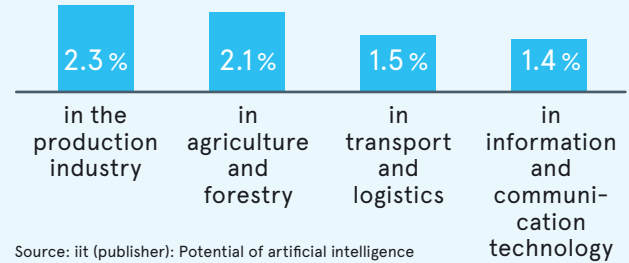 2.3 %
2.1 %
1.5 %
1.4 %
in the
production
industry
in
agriculture
and
forestry
in
transport
and
logistics
in
information
and
communi-
cation
technology
Source: iit (publisher): Potential of artificial intelligence